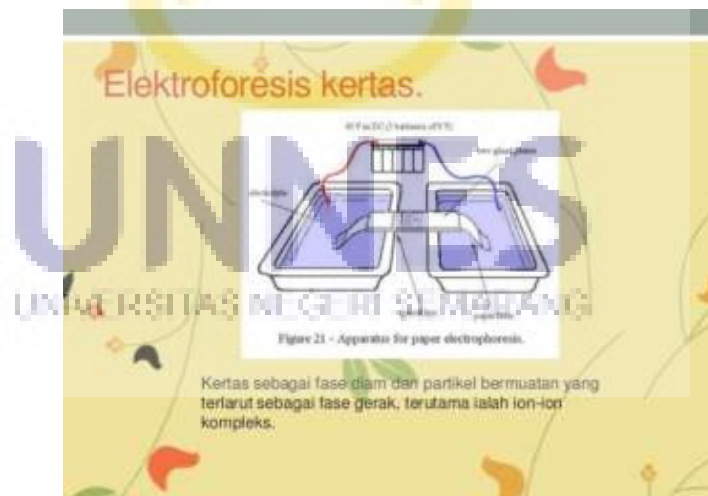 Elektroforesis kertas.
UNNES
UNIVERSITAS NEGERI SEMARANG
Figure 21 - Apparatus for paper electrophoresis.
Kertas sebagai fase diam dan partikel bermuatan yang
terlarut sebagai fase gerak, terutama ialah ion-ion
kompleks.